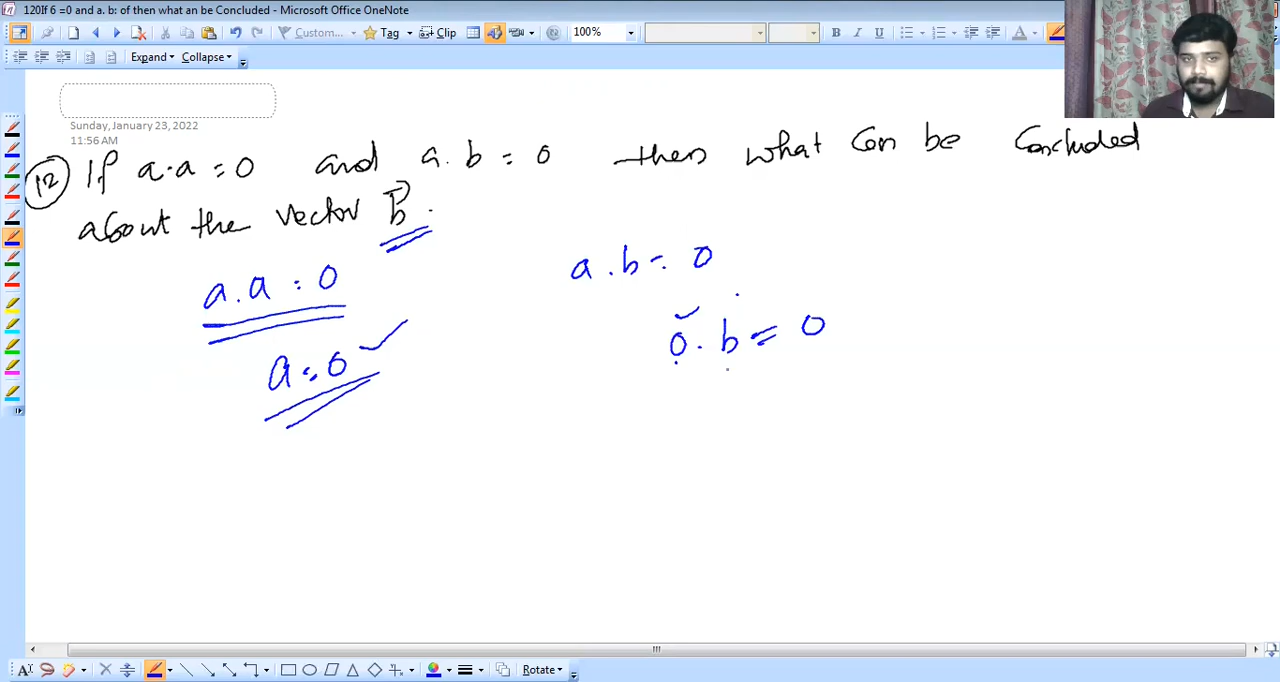 120If 6 =0 and a. b: of then what an be Concluded - Microsoft Office OneNote
Custom... Tag Clip 100% B I U A
Expand Collapse
Sunday, January 23, 2022
11:56 AM
12 If a.a = 0 and a.b = 0 then what can be Concluded
about the vector b⃗.
a.a = 0
a = 0
a.b = 0
0.b = 0
A Rotate